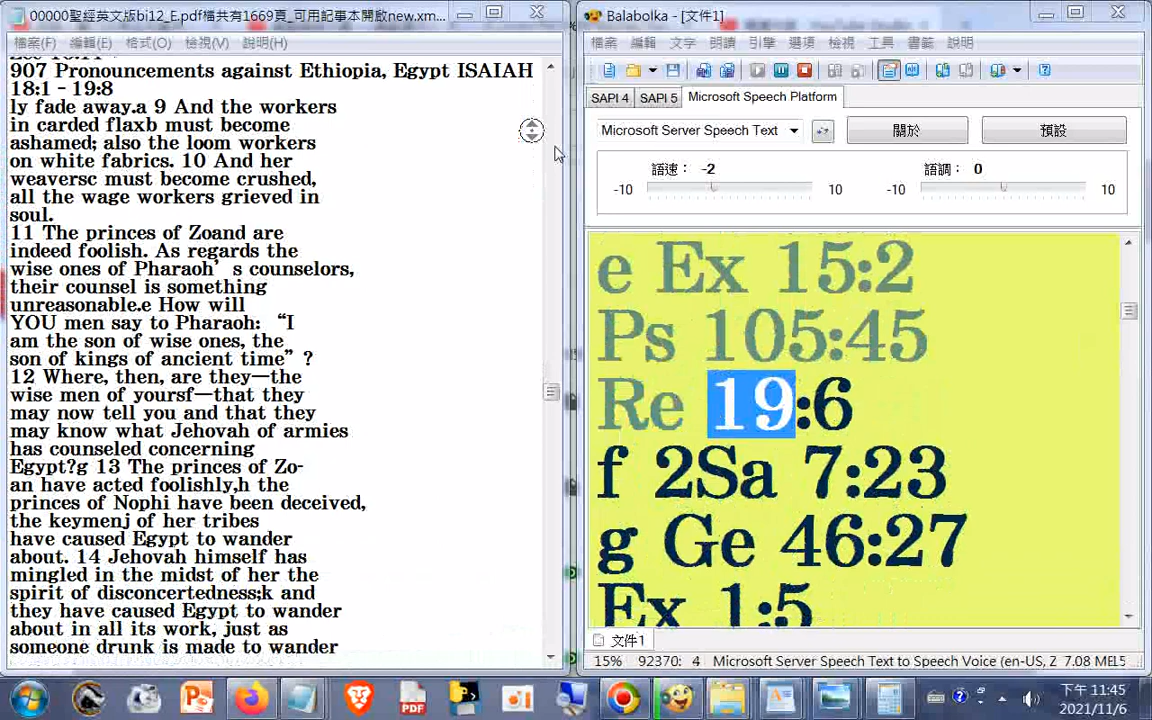 00000聖經英文版bi12_E.pdf檔共有1669頁_可用記事本開啟new.xm...
檔案(F) 編輯(E) 格式(O) 檢視(V) 說明(H)
907 Pronouncements against Ethiopia, Egypt ISAIAH
18:1 - 19:8
ly fade away.a 9 And the workers
in carded flaxb must become
ashamed; also the loom workers
on white fabrics. 10 And her
weaversc must become crushed,
all the wage workers grieved in
soul.
11 The princes of Zoand are
indeed foolish. As regards the
wise ones of Pharaoh’s counselors,
their counsel is something
unreasonable.e How will
YOU men say to Pharaoh: “I
am the son of wise ones, the
son of kings of ancient time”?
12 Where, then, are they—the
wise men of yoursf—that they
may now tell you and that they
may know what Jehovah of armies
has counseled concerning
Egypt?g 13 The princes of Zo-
an have acted foolishly,h the
princes of Nophi have been deceived,
the keymenj of her tribes
have caused Egypt to wander
about. 14 Jehovah himself has
mingled in the midst of her the
spirit of disconcertedness;k and
they have caused Egypt to wander
about in all its work, just as
someone drunk is made to wander
Balabolka - [文件1]
檔案 編輯 文字 朗讀 引擎 選項 檢視 工具 書籤 說明
SAPI 4 SAPI 5 Microsoft Speech Platform
Microsoft Server Speech Text 關於 預設
語速: -2 語調: 0
-10 10 -10 10
e Ex 15:2
Ps 105:45
Re 19:6
f 2Sa 7:23
g Ge 46:27
Ex 1:5
文件1
15% 92370: 4 Microsoft Server Speech Text to Speech Voice (en-US, Z 7.08 ME
下午 11:45
2021/11/6